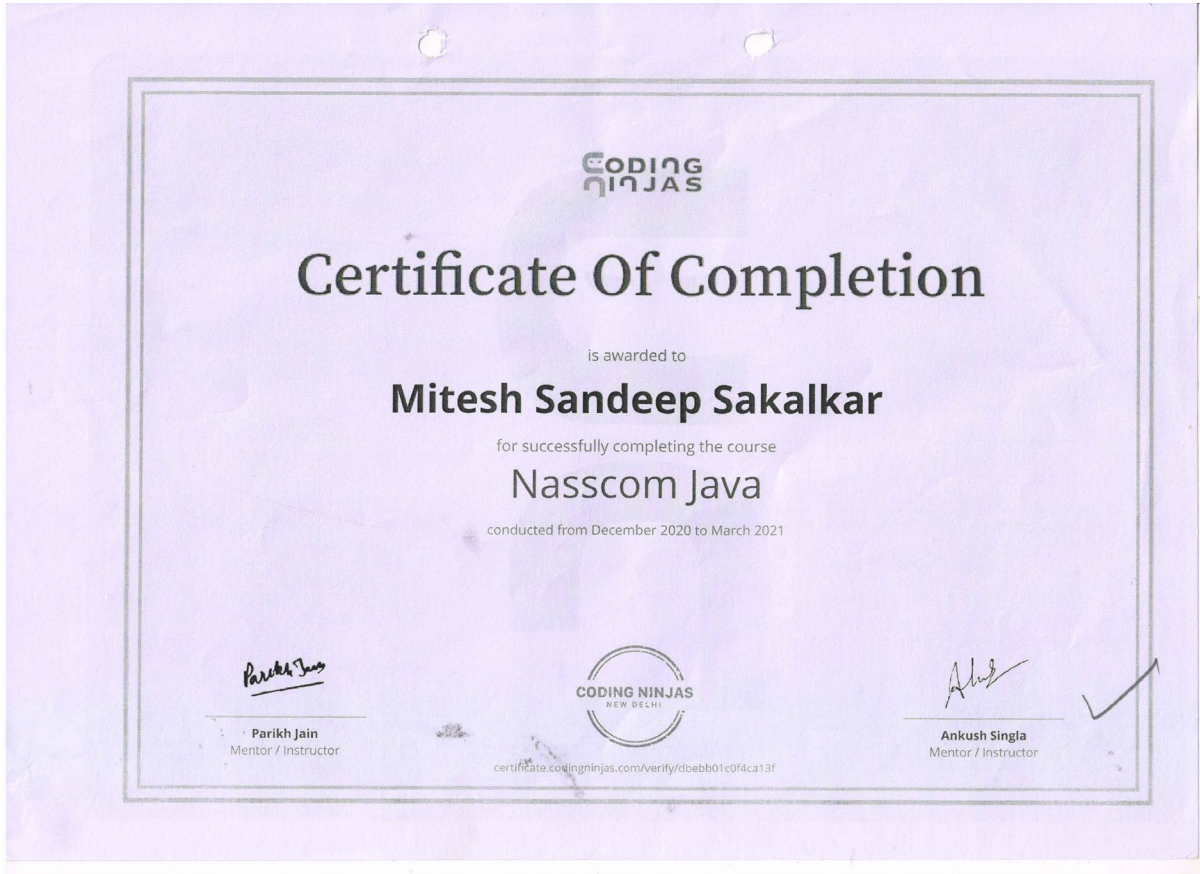 CODING
NINJAS
Certificate Of Completion
is awarded to
Mitesh Sandeep Sakalkar
for successfully completing the course
Nasscom Java
conducted from December 2020 to March 2021
Parikh Jain
Parikh Jain
Mentor / Instructor
CODING NINJAS
NEW DELHI
certificate.codingninjas.com/verify/dbebb01c0f4ca13f
Ankush Singla
Mentor / Instructor